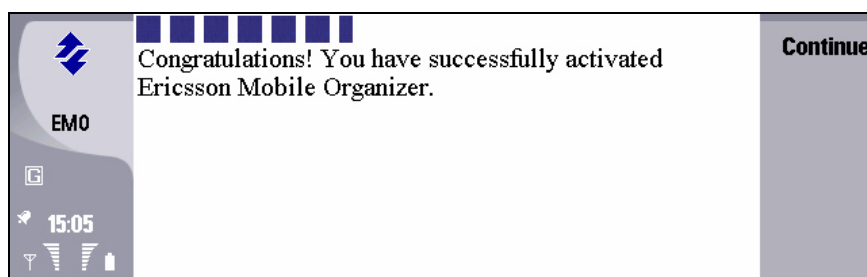 Congratulations! You have successfully activated
Ericsson Mobile Organizer.
Continue
EMO
G
15:05